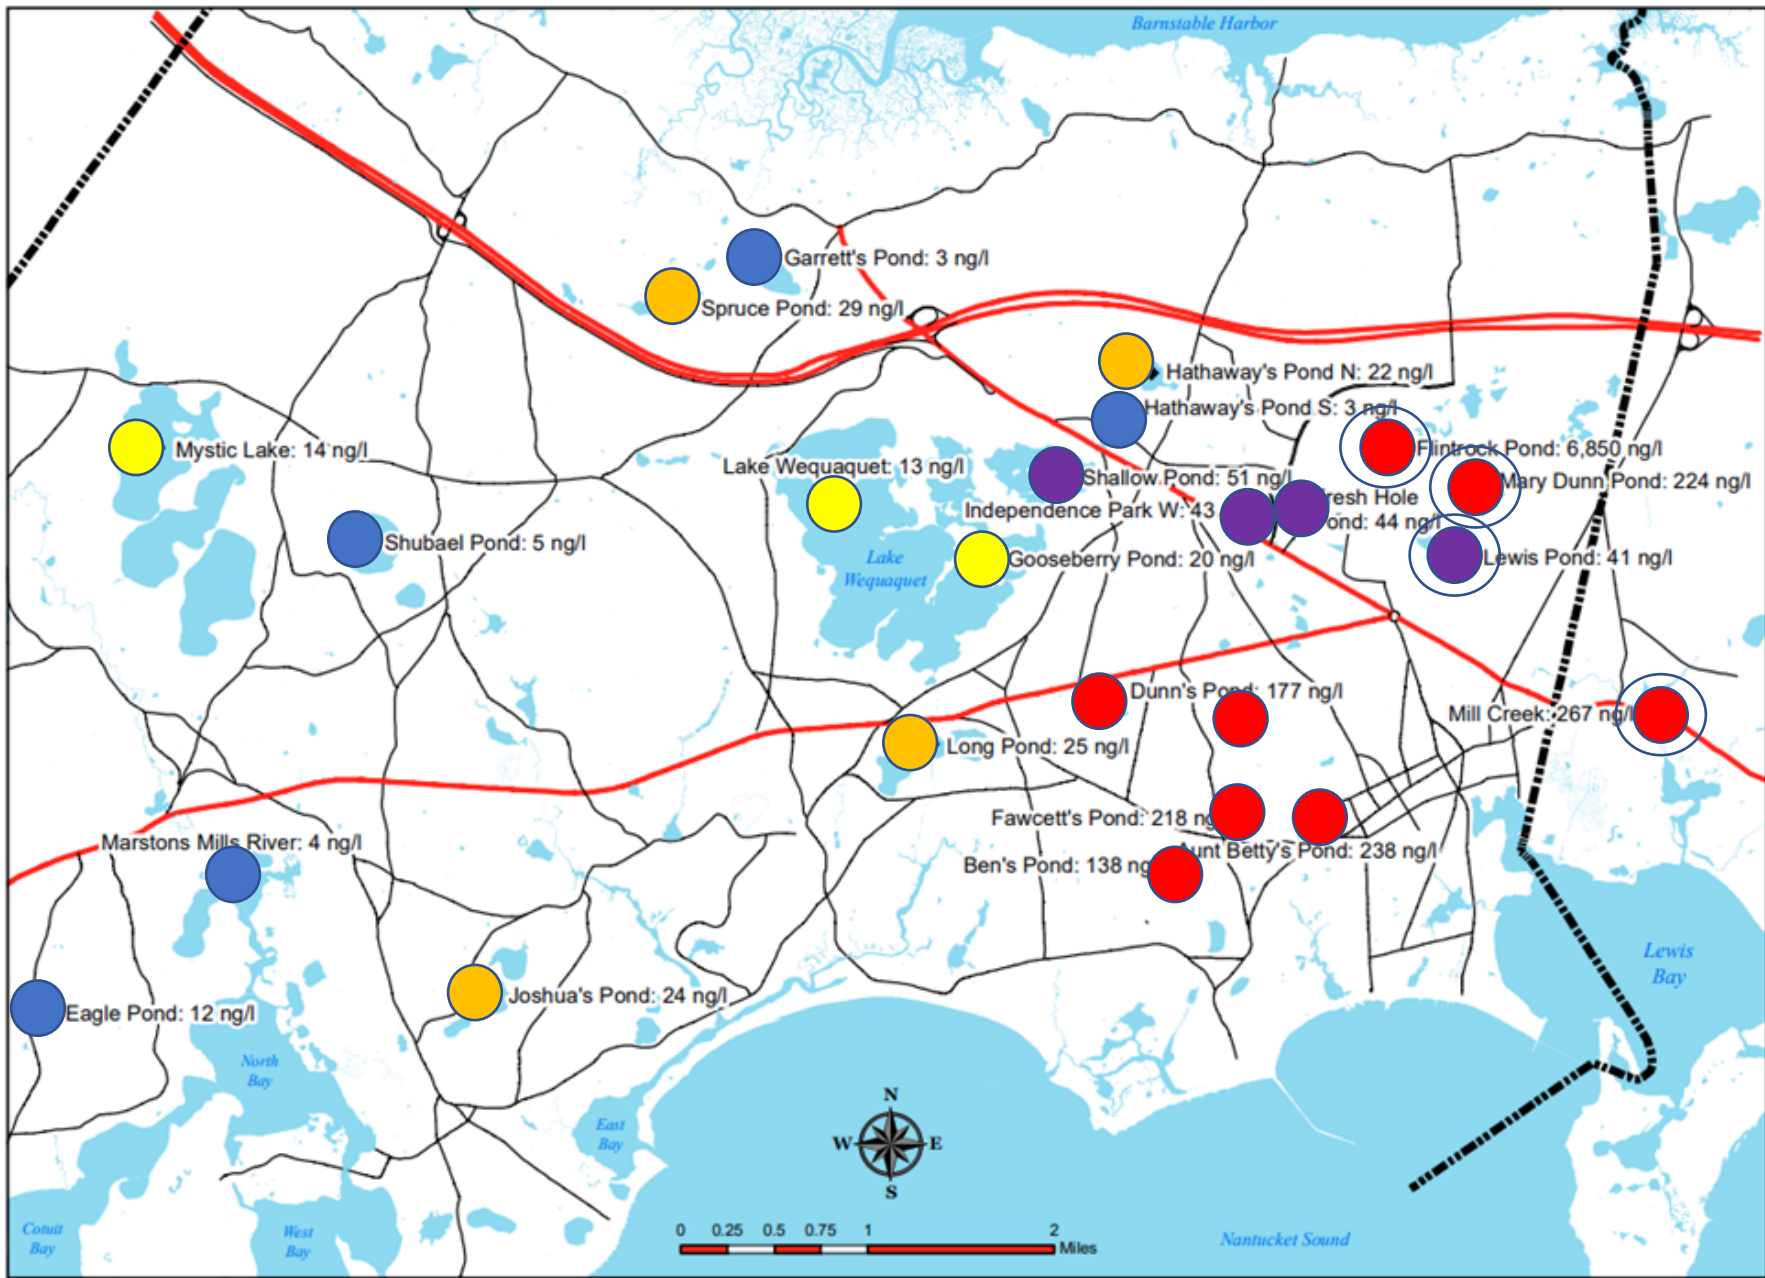 Barnstable Harbor
Garrett's Pond: 3 ng/l
Spruce Pond: 29 ng/l
Hathaway's Pond N: 22 ng/l
Hathaway's Pond S: 3 ng/l
Mystic Lake: 14 ng/l
Lake Wequaquet: 13 ng/l
Flintrock Pond: 6,850 ng/l
Shallow Pond: 51 ng/l
Mary Dunn Pond: 224 ng/l
Independence Park W: 43
resh Hole
ond: 44 ng/l
Shubael Pond: 5 ng/l
Lake
Wequaquet
Gooseberry Pond: 20 ng/l
Lewis Pond: 41 ng/l
Dunn's Pond: 177 ng/l
Mill Creek: 267 ng/l
Long Pond: 25 ng/l
Fawcett's Pond: 218 ng
Marstons Mills River: 4 ng/l
Aunt Betty's Pond: 238 ng/l
Ben's Pond: 138 ng
Lewis
Bay
Joshua's Pond: 24 ng/l
Eagle Pond: 12 ng/l
North
Bay
East
Bay
N
W
E
S
Cotuit
Bay
West
Bay
0 0.25 0.5 0.75 1 2
Miles
Nantucket Sound